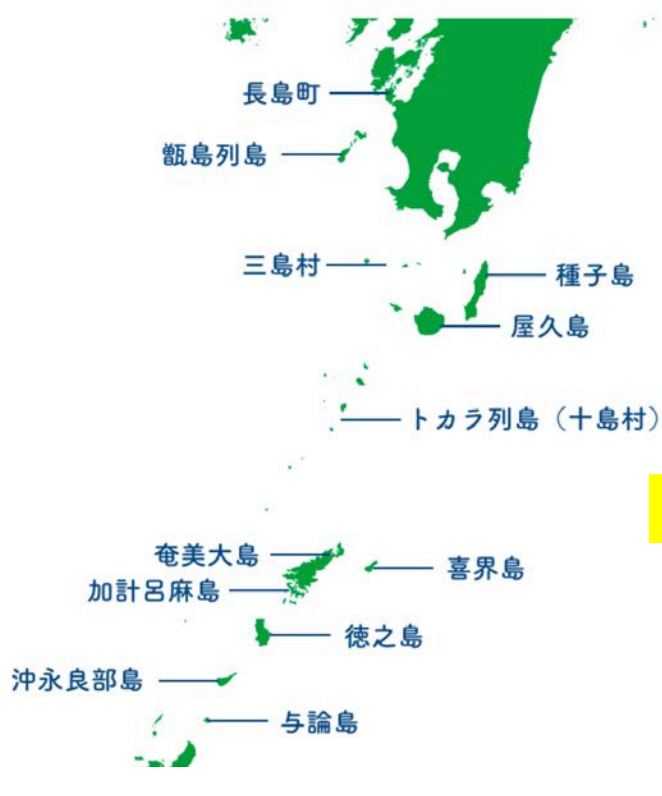 長島町
甑島列島
三島村
種子島
屋久島
トカラ列島（十島村）
奄美大島
喜界島
加計呂麻島
徳之島
沖永良部島
与論島